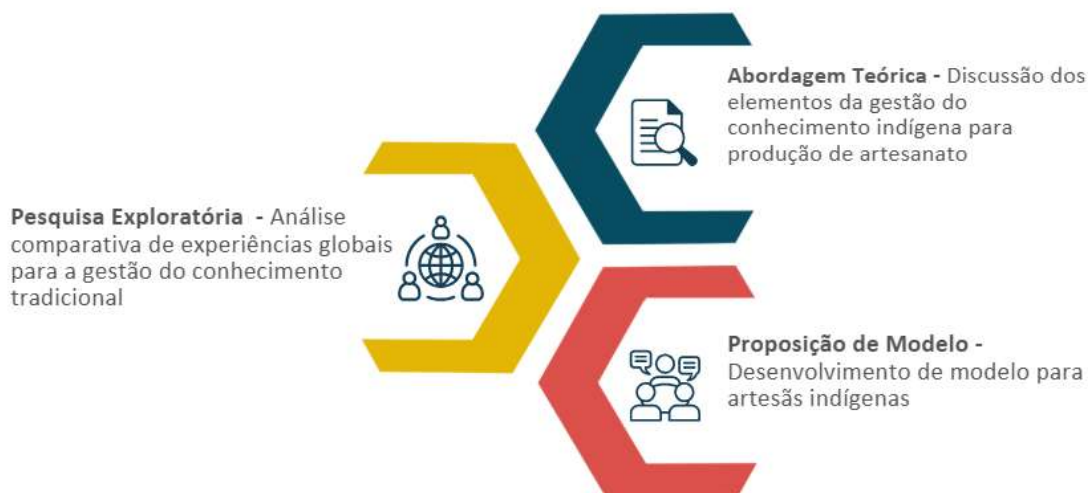 Abordagem Teórica - Discussão dos
elementos da gestão do
conhecimento indígena para
produção de artesanato
Pesquisa Exploratória - Análise
comparativa de experiências globais
para a gestão do conhecimento
tradicional
Proposição de Modelo -
Desenvolvimento de modelo para
artesãs indígenas